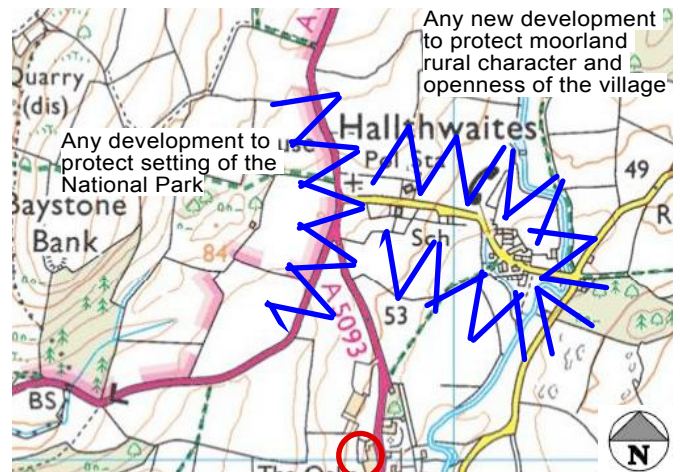 Any new development
to protect moorland
rural character and
openness of the village
A
Quarry
(dis)
Hallthwaites
Any development to
protect setting of the
National Park
Pol Sta
49
Baystone
Bank
84
Sch
A 5093
53
BS
N